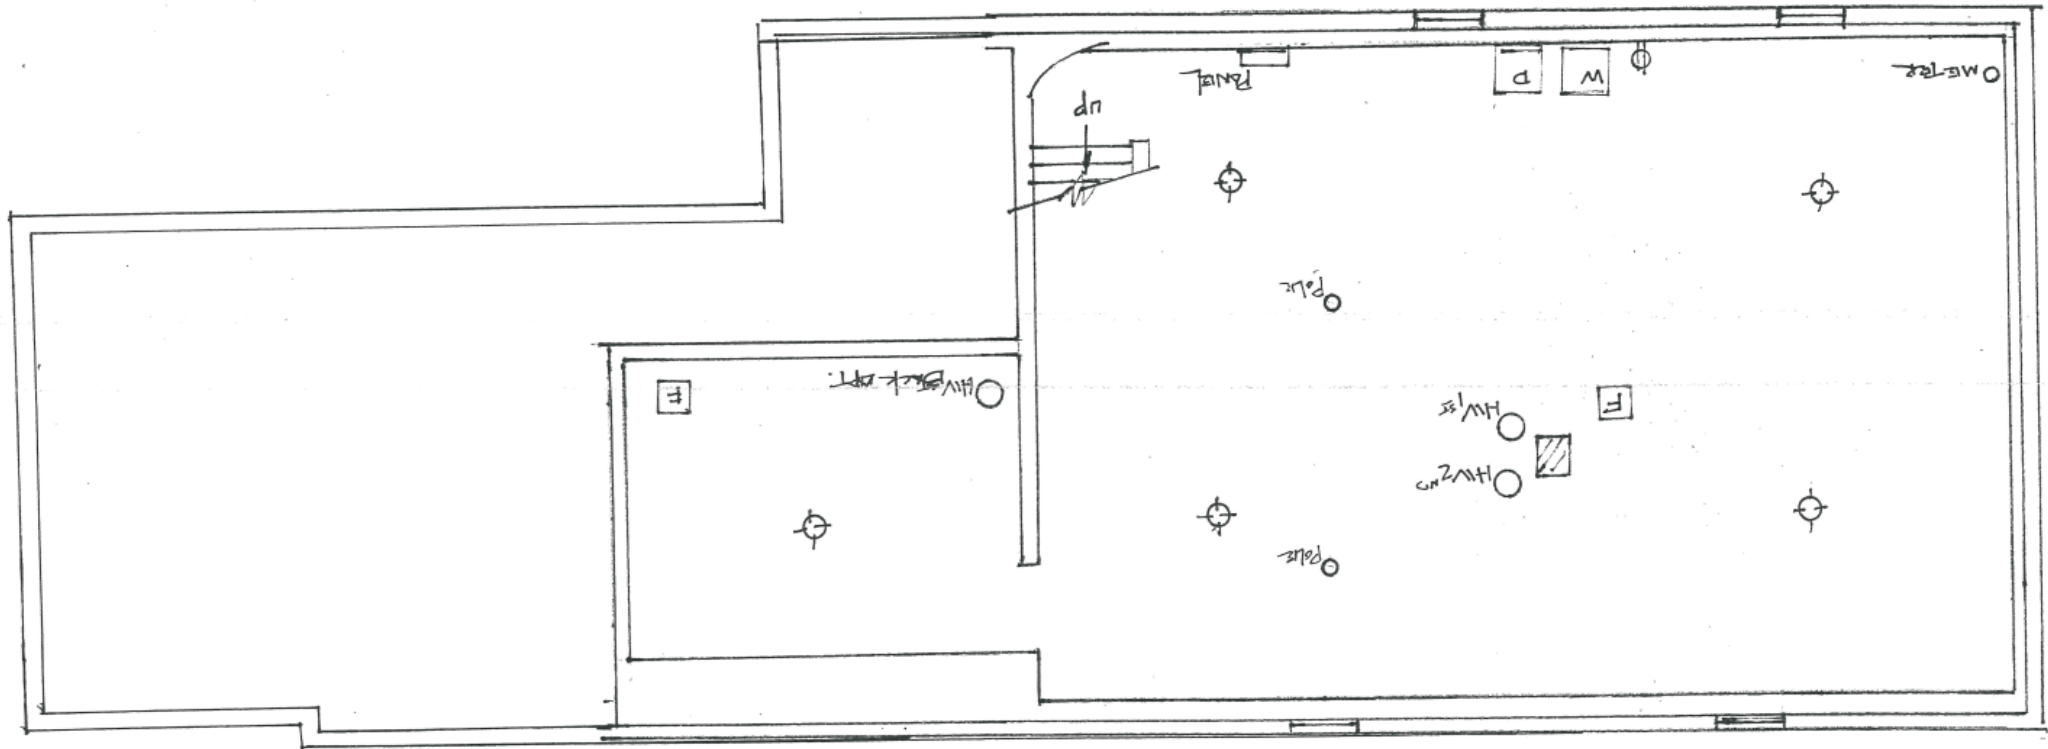 POLE
HW 2ND
F
HW 1ST
HW BACK APT.
F
POLE
UP
METER
W
D
PANEL